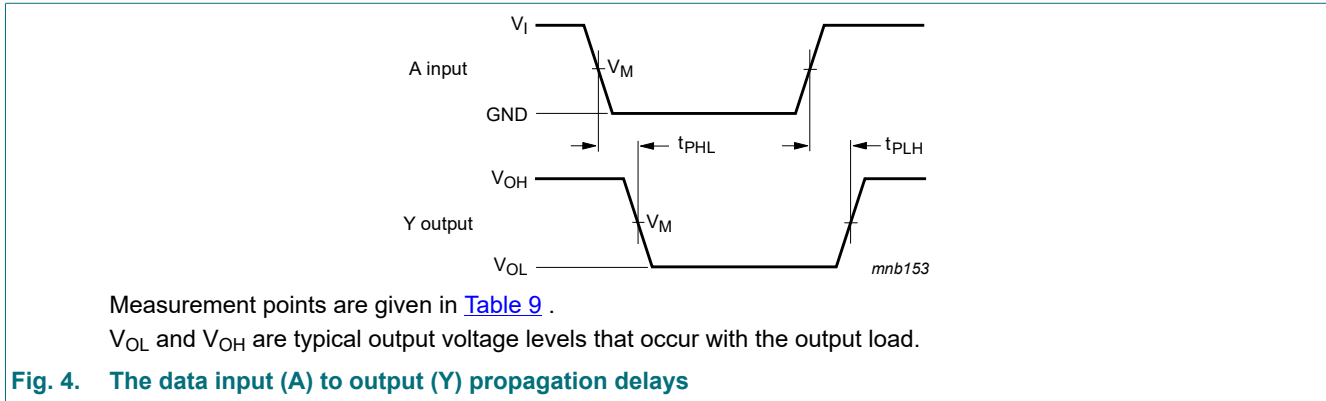 V_I
A input
V_M
GND
t_PHL
t_PLH
V_OH
Y output
V_M
V_OL
mnb153
Measurement points are given in Table 9 .
V_OL and V_OH are typical output voltage levels that occur with the output load.
Fig. 4. The data input (A) to output (Y) propagation delays